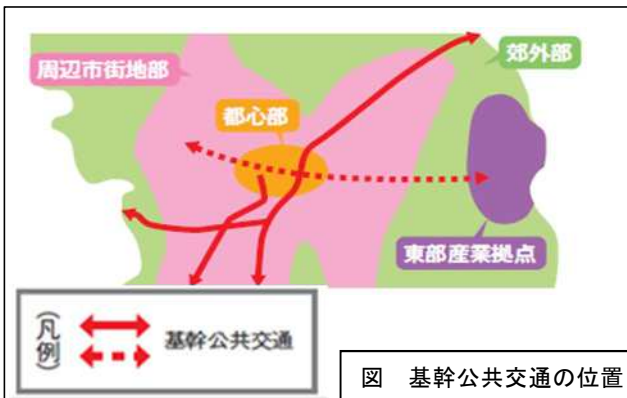 郊外部
周辺市街地部
都心部
東部産業拠点
(凡例)
基幹公共交通
図 基幹公共交通の位置